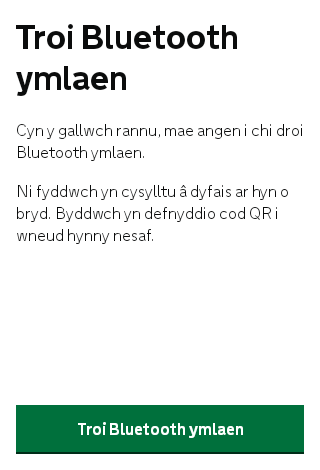 Troi Bluetooth
ymlaen
Cyn y gallwch rannu, mae angen i chi droi
Bluetooth ymlaen.
Ni fyddwch yn cysylltu â dyfais ar hyn o
bryd. Byddwch yn defnyddio cod QR i
wneud hynny nesaf.
Troi Bluetooth ymlaen